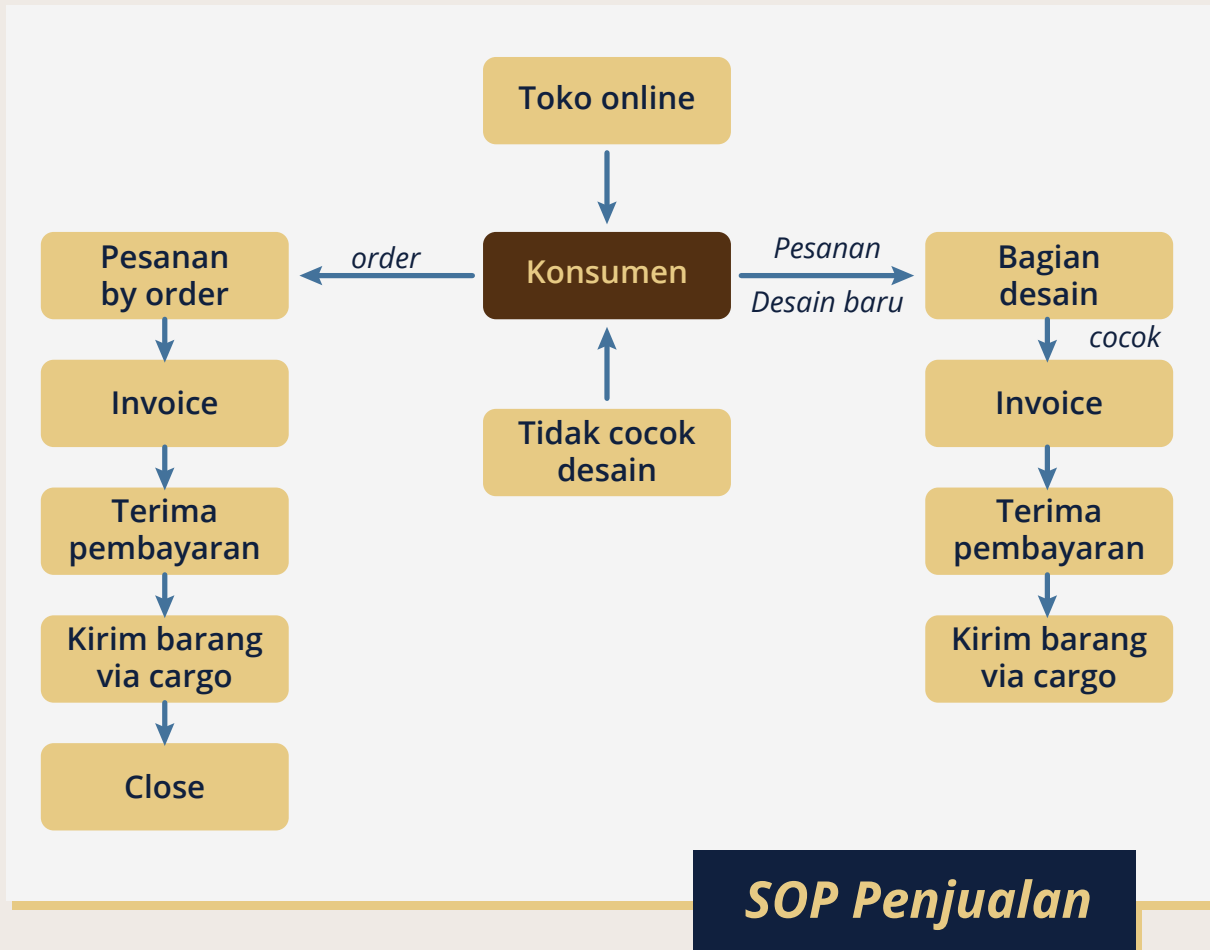 Toko online
Pesanan
by order
order
Konsumen
Pesanan
Desain baru
Bagian
desain
cocok
Invoice
Tidak cocok
desain
Invoice
Terima
pembayaran
Terima
pembayaran
Kirim barang
via cargo
Kirim barang
via cargo
Close
SOP Penjualan